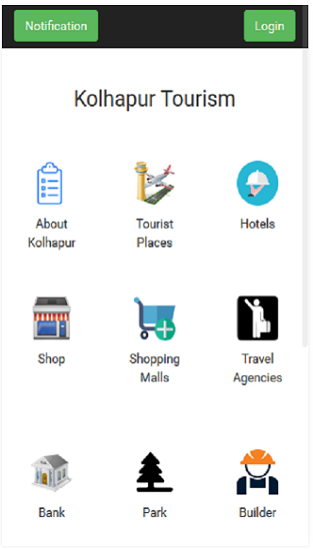 Notification Login
Kolhapur Tourism
About Tourist Hotels
Kolhapur Places
Shop Shopping Travel
Malls Agencies
Bank Park Builder